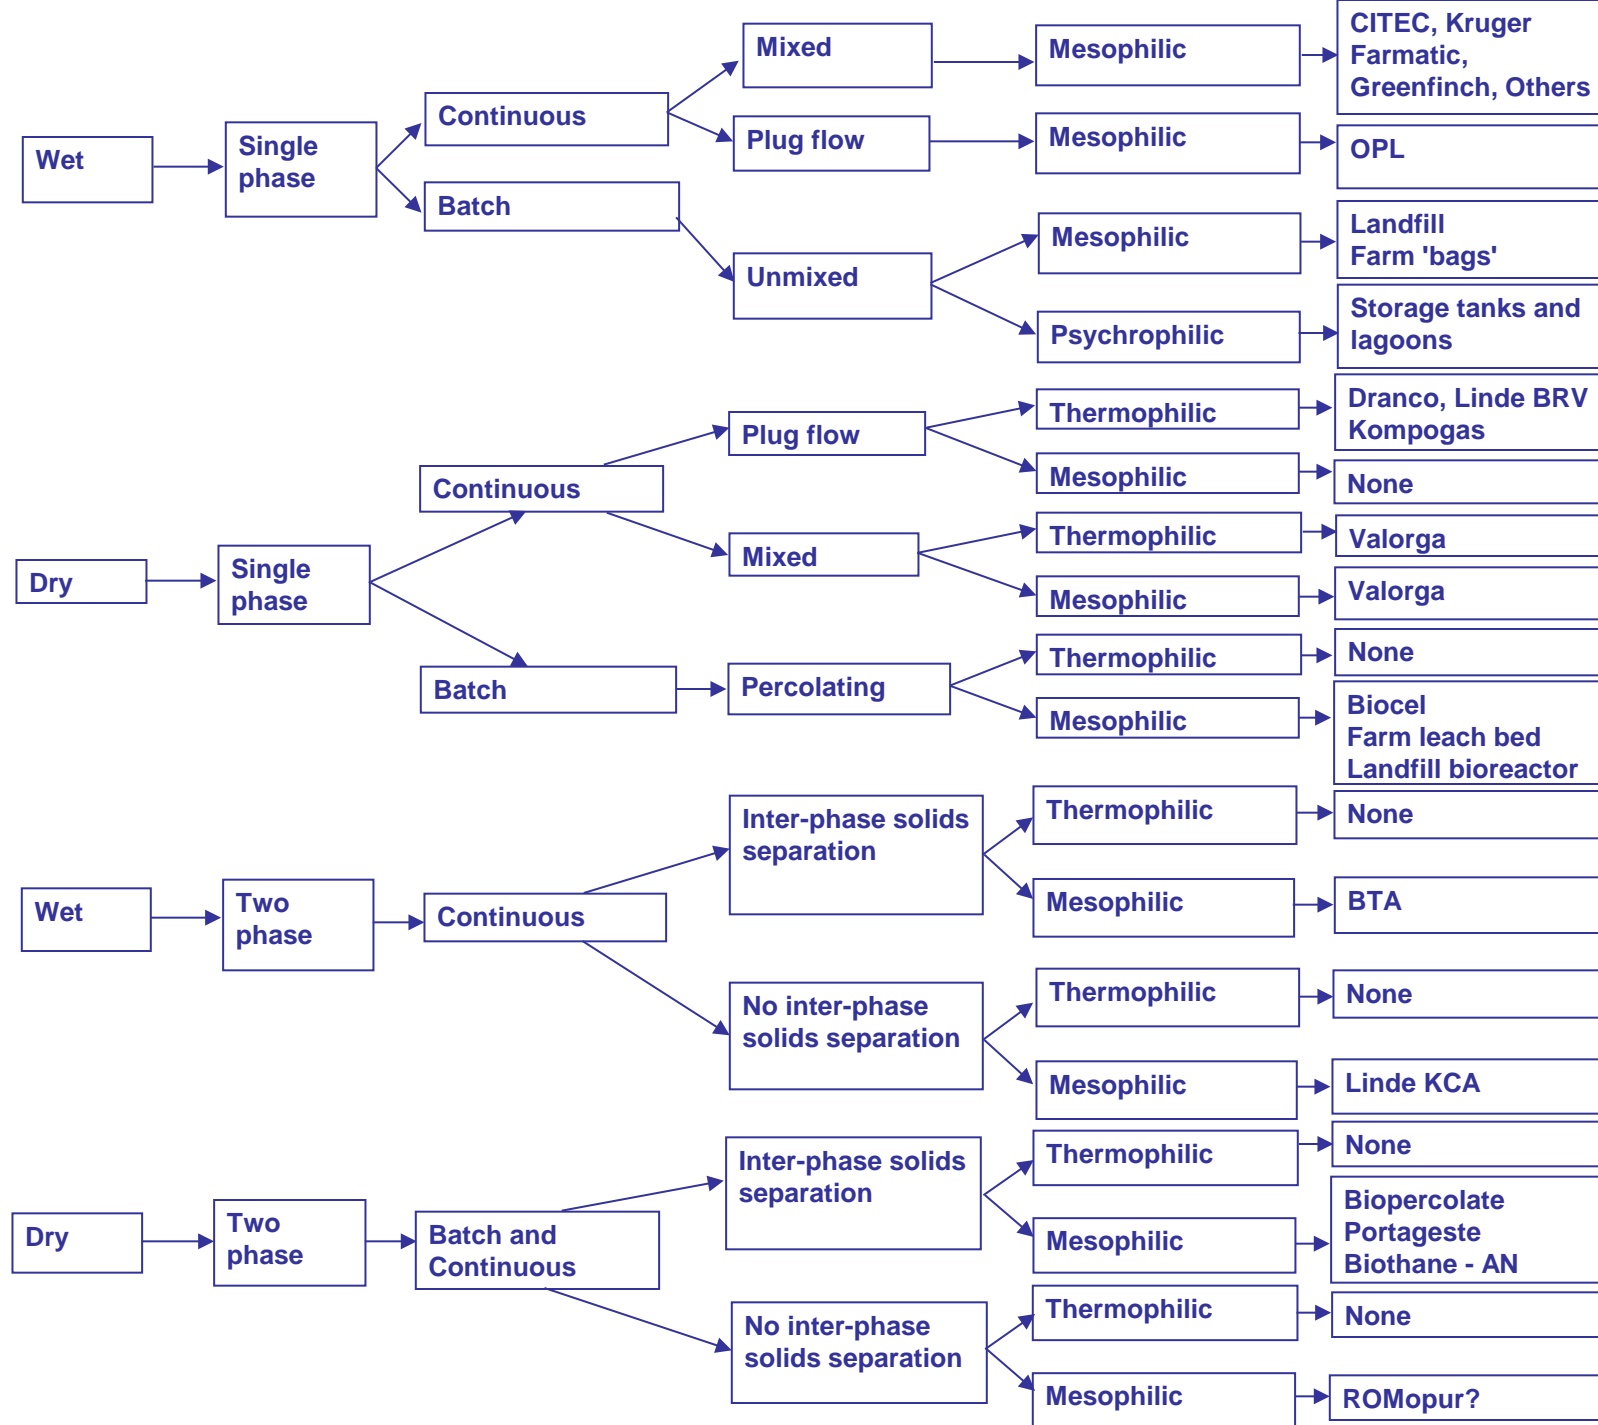 Wet
Single
phase
Continuous
Batch
Mixed
Plug flow
Unmixed
Mesophilic
Mesophilic
Mesophilic
Psychrophilic
CITEC, Kruger
Farmatic,
Greenfinch, Others
OPL
Landfill
Farm 'bags'
Storage tanks and
lagoons
Dry
Single
phase
Continuous
Batch
Plug flow
Mixed
Percolating
Thermophilic
Mesophilic
Thermophilic
Mesophilic
Thermophilic
Mesophilic
Dranco, Linde BRV
Kompogas
None
Valorga
Valorga
None
Biocel
Farm leach bed
Landfill bioreactor
Wet
Two
phase
Continuous
Inter-phase solids
separation
No inter-phase
solids separation
Thermophilic
Mesophilic
Thermophilic
Mesophilic
None
BTA
None
Linde KCA
Dry
Two
phase
Batch and
Continuous
Inter-phase solids
separation
No inter-phase
solids separation
Thermophilic
Mesophilic
Thermophilic
Mesophilic
None
Biopercolate
Portageste
Biothane - AN
None
ROMopur?